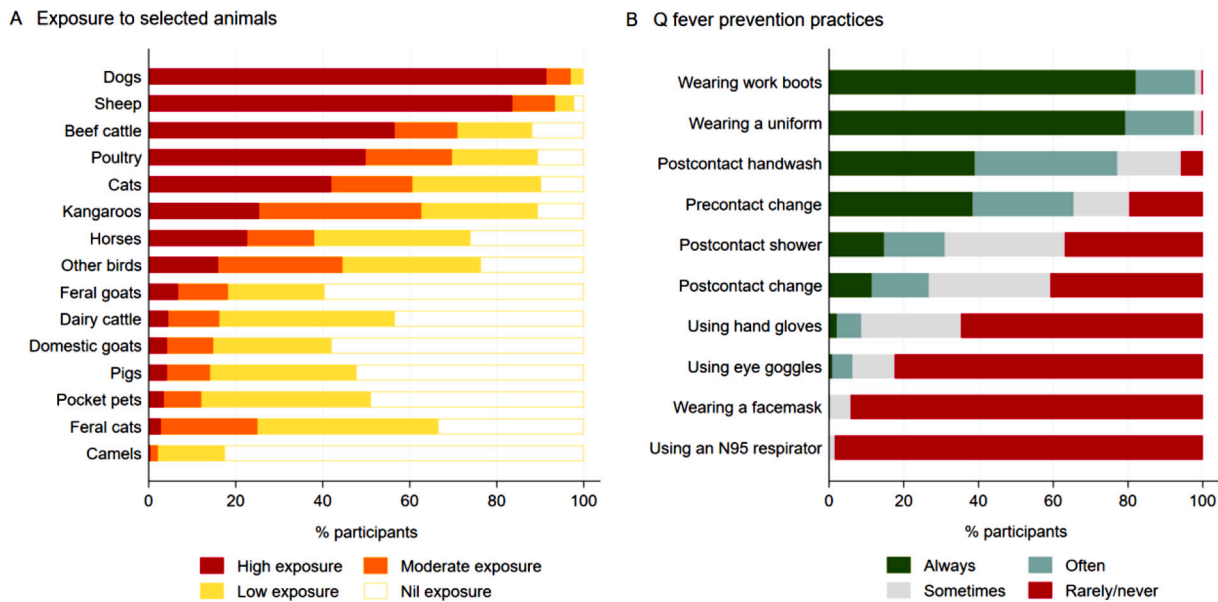 A Exposure to selected animals
Dogs
Sheep
Beef cattle
Poultry
Cats
Kangaroos
Horses
Other birds
Feral goats
Dairy cattle
Domestic goats
Pigs
Pocket pets
Feral cats
Camels
0 20 40 60 80 100
% participants
High exposure Moderate exposure
Low exposure Nil exposure
B Q fever prevention practices
Wearing work boots
Wearing a uniform
Postcontact handwash
Precontact change
Postcontact shower
Postcontact change
Using hand gloves
Using eye goggles
Wearing a facemask
Using an N95 respirator
0 20 40 60 80 100
% participants
Always Often
Sometimes Rarely/never